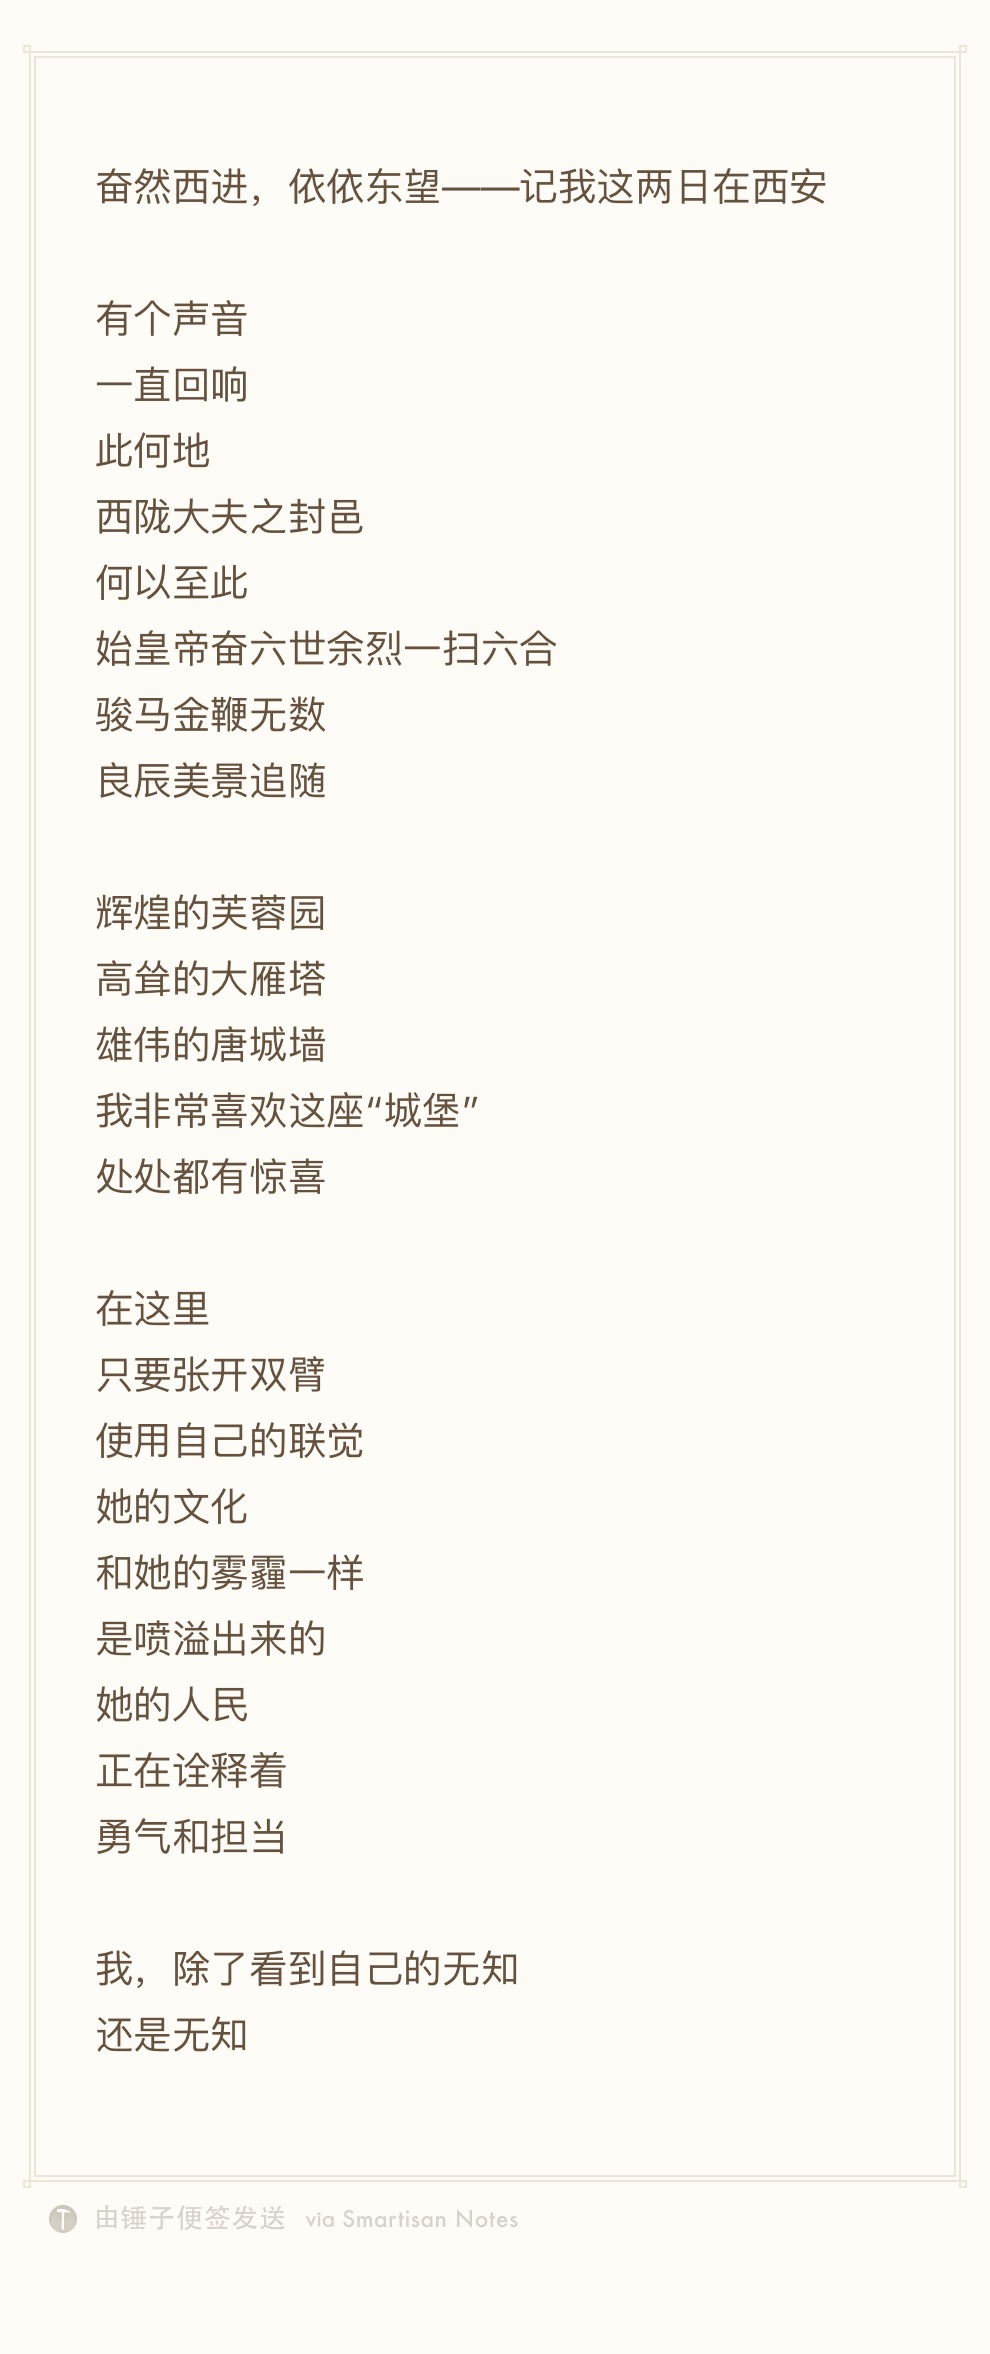 奋然西进，依依东望——记我这两日在西安
有个声音
一直回响
此何地
西陇大夫之封邑
何以至此
始皇帝奋六世余烈一扫六合
骏马金鞭无数
良辰美景追随
辉煌的芙蓉园
高耸的大雁塔
雄伟的唐城墙
我非常喜欢这座“城堡”
处处都有惊喜
在这里
只要张开双臂
使用自己的联觉
她的文化
和她的雾霾一样
是喷溢出来的
她的人民
正在诠释着
勇气和担当
我，除了看到自己的无知
还是无知
由锤子便签发送 via Smartisan Notes